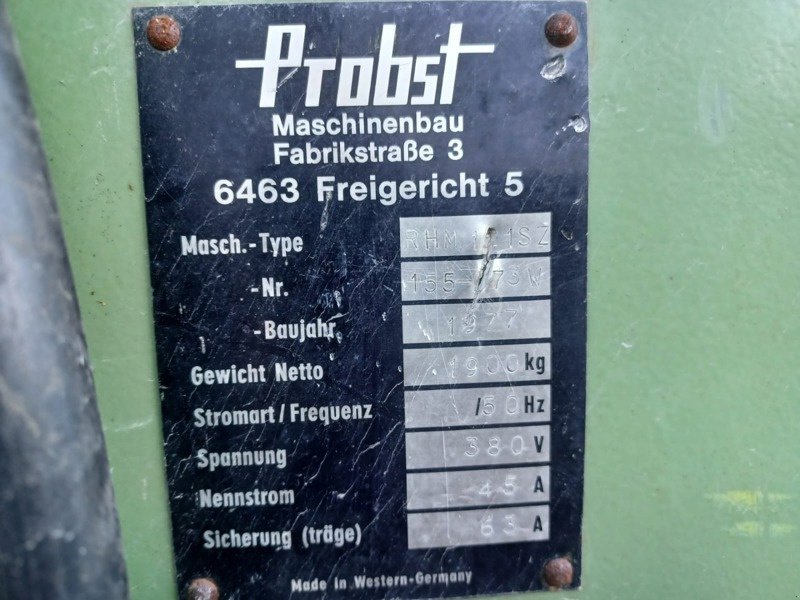 Probst
Maschinenbau
Fabrikstraße 3
6463 Freigericht 5
Masch.-Type RHM
-Nr.
-Baujahr 1977
Gewicht Netto 1900 kg
Stromart/Frequenz /50 Hz
Spannung 380 V
Nennstrom 45 A
Sicherung (träge) 63 A
Made in Western-Germany